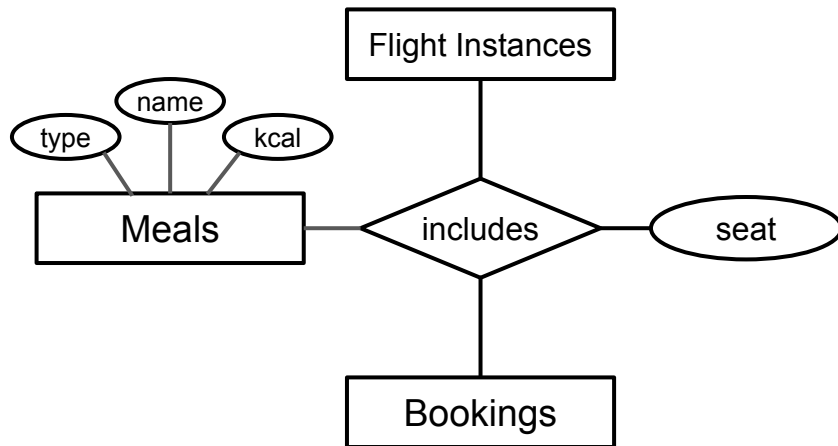 Flight Instances
name
type
kcal
Meals
includes
seat
Bookings